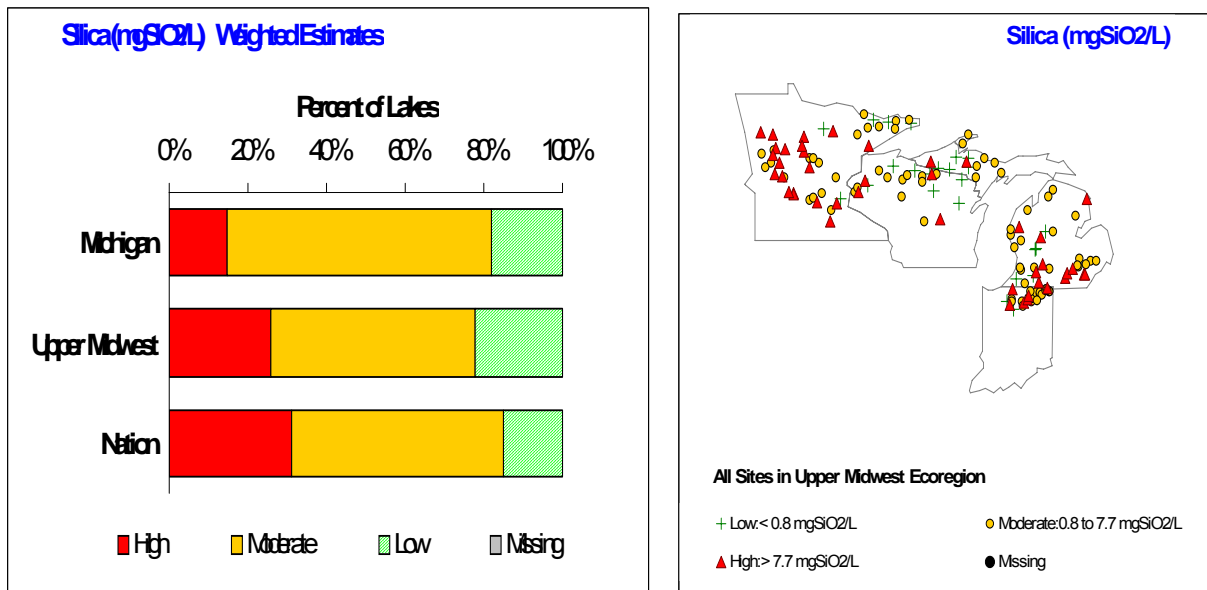 Silica (mgSiO2/L) Weighted Estimates
Percent of Lakes
0% 20% 40% 60% 80% 100%
Michigan
Upper Midwest
Nation
High Moderate Low Missing
Silica (mgSiO2/L)
All Sites in Upper Midwest Ecoregion
Low:< 0.8 mgSiO2/L Moderate:0.8 to 7.7 mgSiO2/L
High:> 7.7 mgSiO2/L Missing